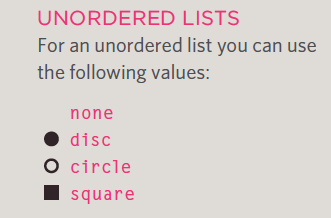 UNORDERED LISTS
For an unordered list you can use
the following values:
none
disc
circle
square